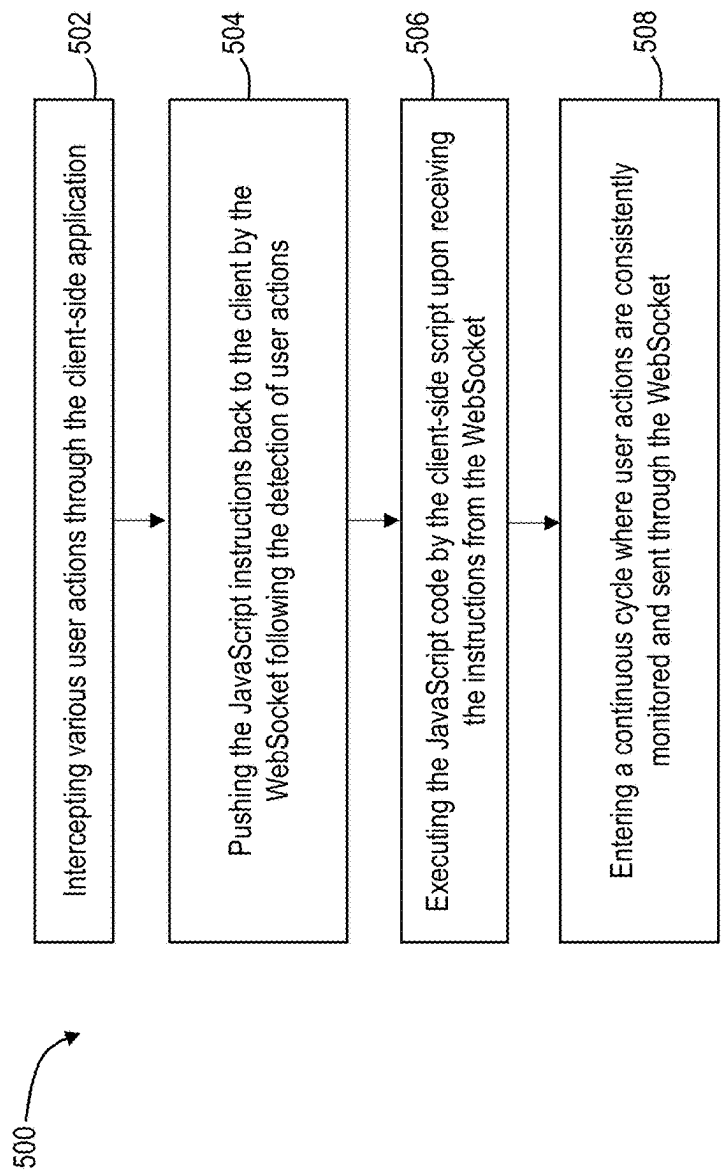 500
Intercepting various user actions through the client-side application
502
Pushing the JavaScript instructions back to the client by the
WebSocket following the detection of user actions
504
Executing the JavaScript code by the client-side script upon receiving
the instructions from the WebSocket
506
Entering a continuous cycle where user actions are consistently
monitored and sent through the WebSocket
508